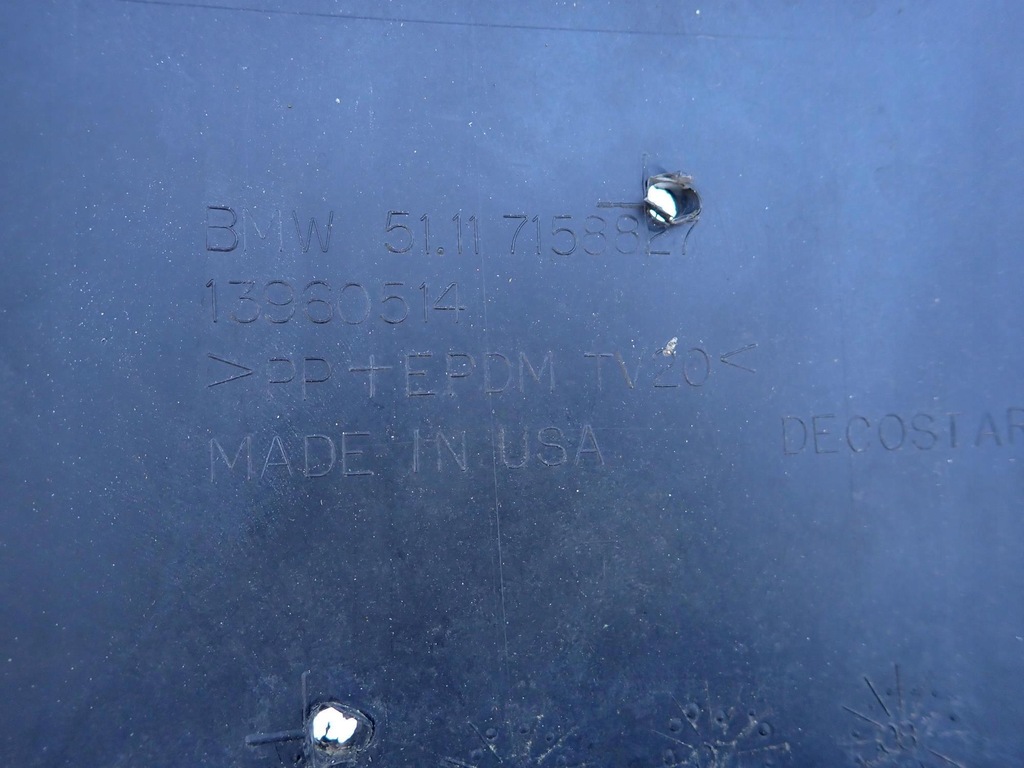 BMW 51.11 7158827
13960514
>PP+EPDM TV20<
MADE IN USA
DECOSTAR